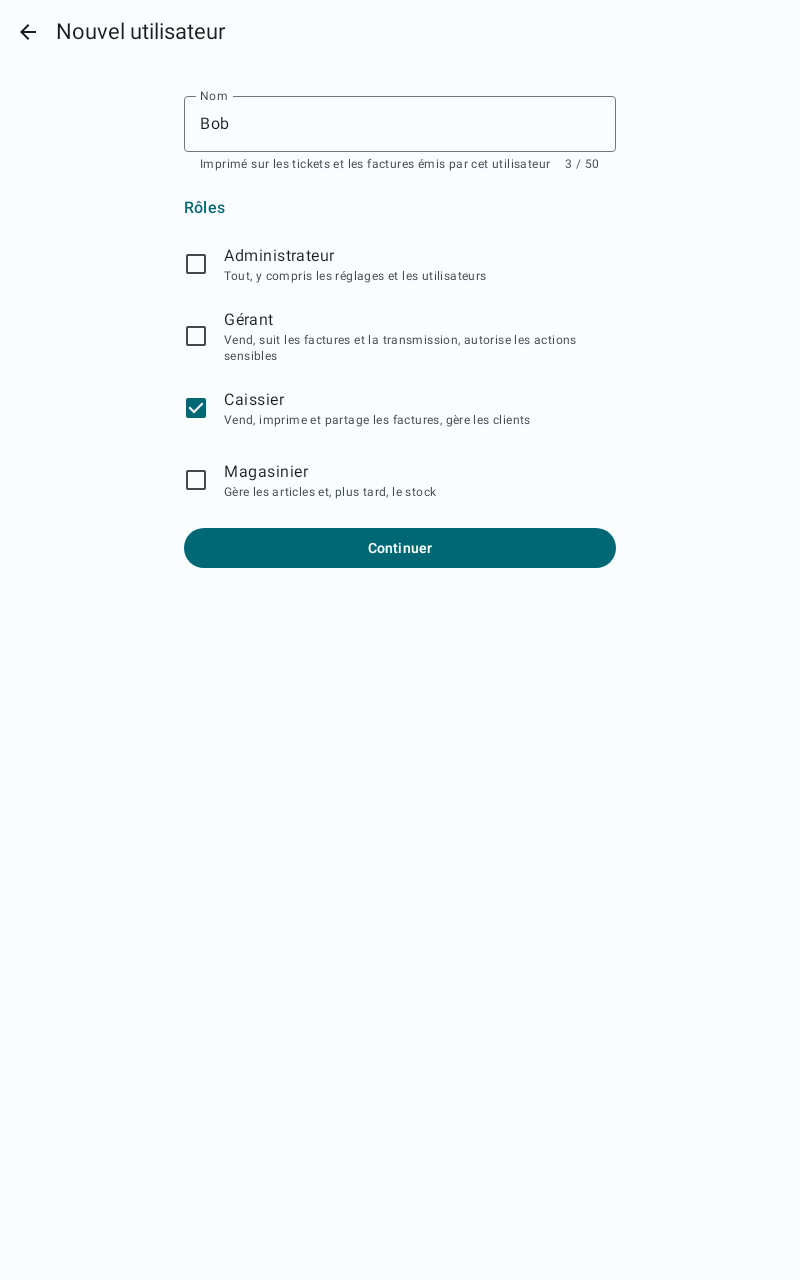 Nouvel utilisateur
Nom
Bob
Imprimé sur les tickets et les factures émis par cet utilisateur 3 / 50
Rôles
Administrateur
Tout, y compris les réglages et les utilisateurs
Gérant
Vend, suit les factures et la transmission, autorise les actions
sensibles
Caissier
Vend, imprime et partage les factures, gère les clients
Magasinier
Gère les articles et, plus tard, le stock
Continuer